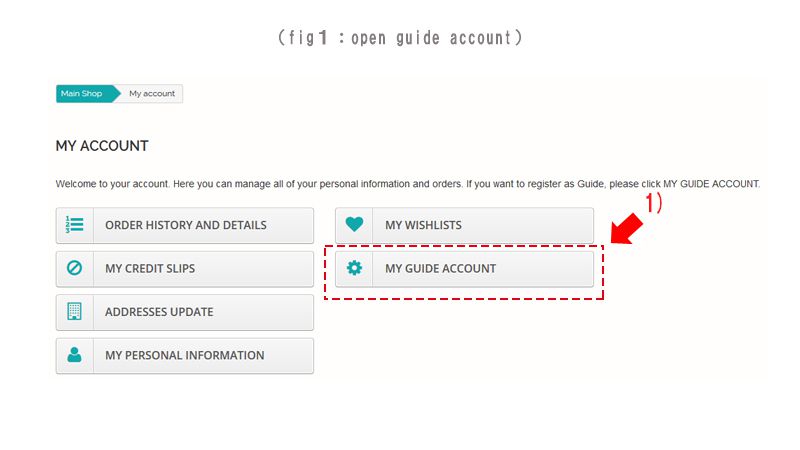 (fig1 : open guide account)
Main Shop
My account
MY ACCOUNT
Welcome to your account. Here you can manage all of your personal information and orders. If you want to register as Guide, please click MY GUIDE ACCOUNT.
1)
ORDER HISTORY AND DETAILS
MY WISHLISTS
MY CREDIT SLIPS
MY GUIDE ACCOUNT
ADDRESSES UPDATE
MY PERSONAL INFORMATION